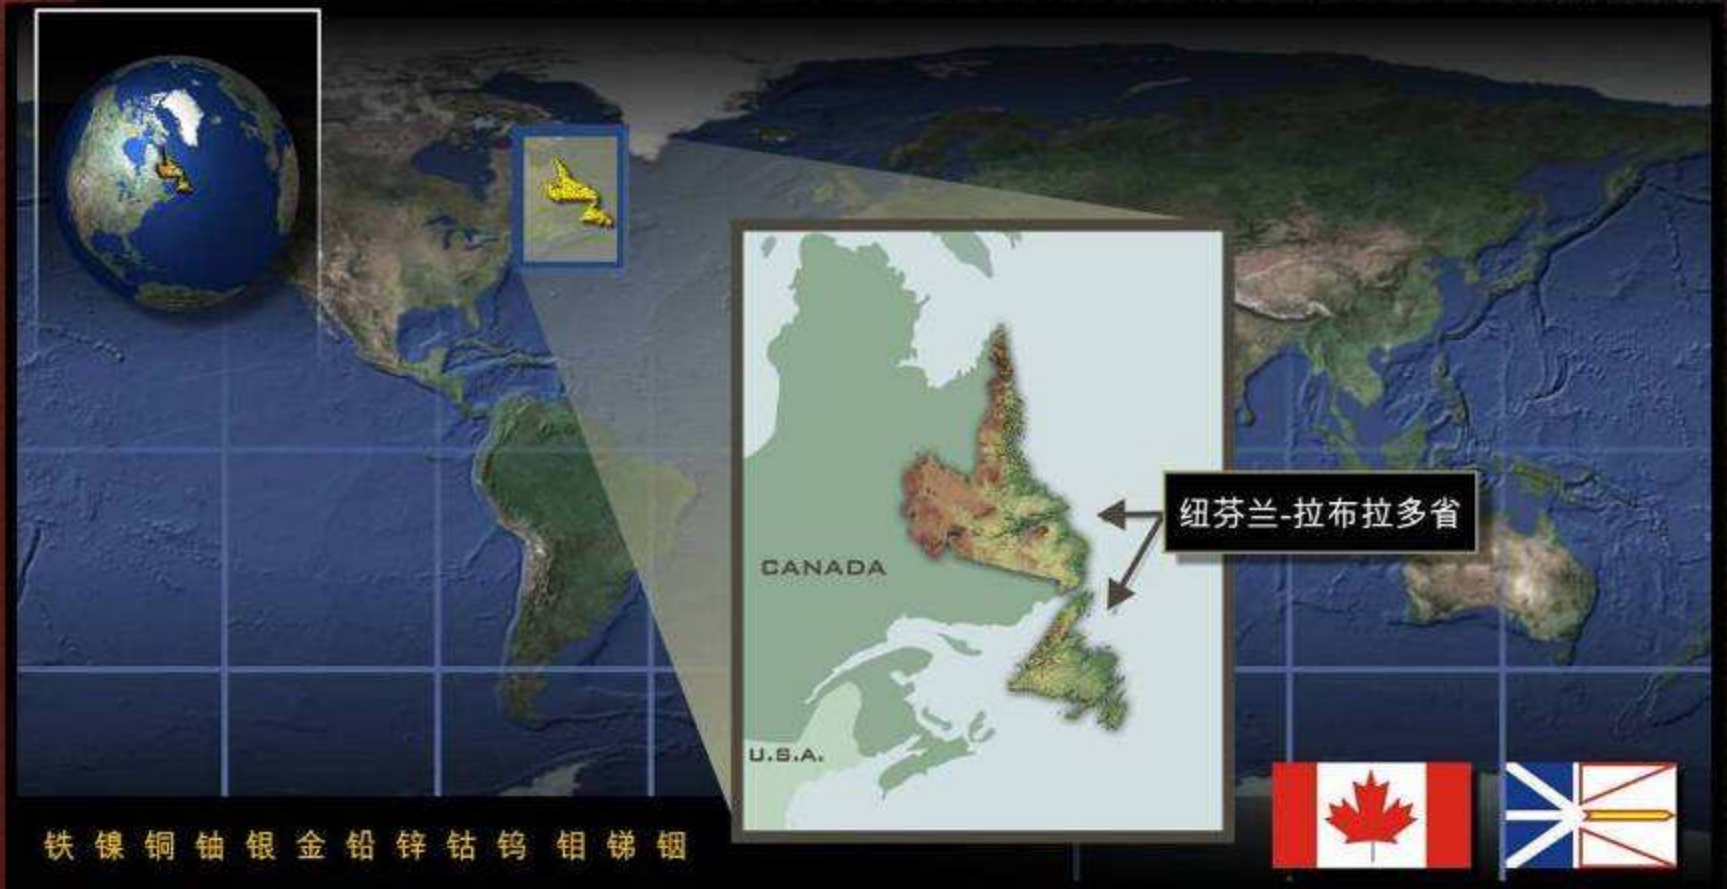 纽芬兰-拉布拉多省
CANADA
U.S.A.
铁 镍 铜 铀 银 金 铅 锌 钴 钨 钼 锑 铟